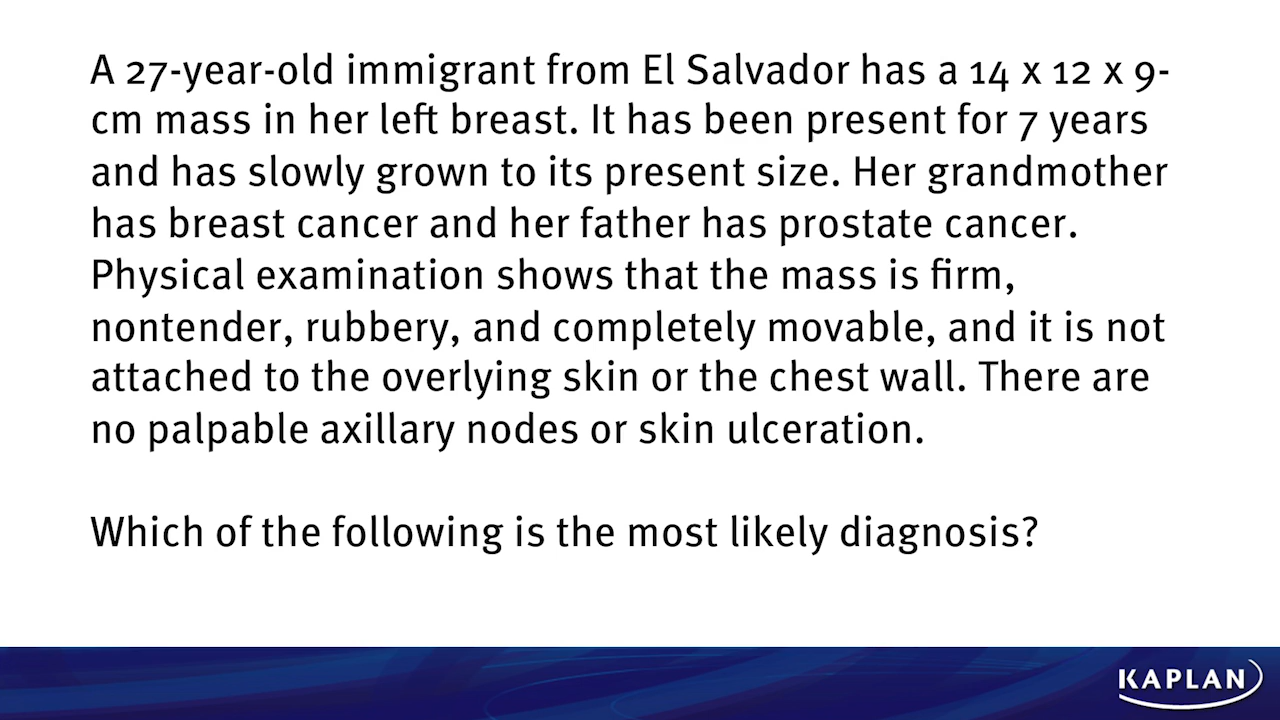 A 27-year-old immigrant from El Salvador has a 14 x 12 x 9-
cm mass in her left breast. It has been present for 7 years
and has slowly grown to its present size. Her grandmother
has breast cancer and her father has prostate cancer.
Physical examination shows that the mass is firm,
nontender, rubbery, and completely movable, and it is not
attached to the overlying skin or the chest wall. There are
no palpable axillary nodes or skin ulceration.
Which of the following is the most likely diagnosis?
KAPLAN